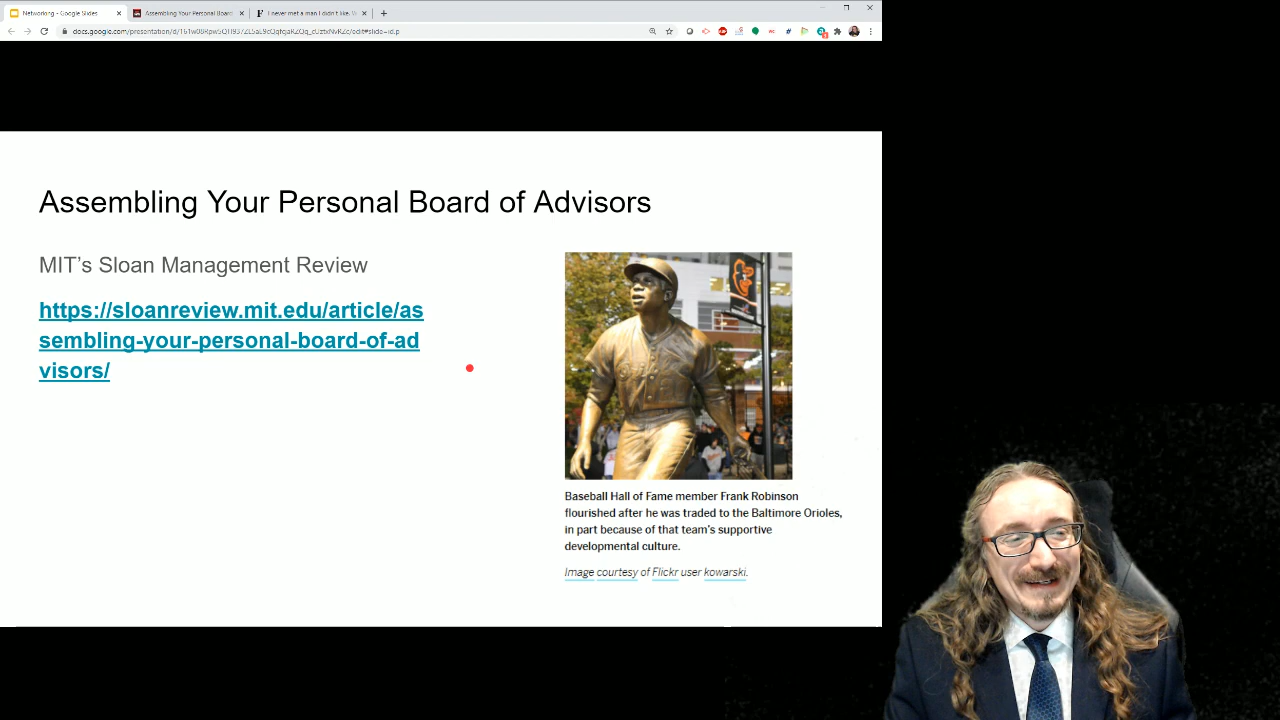 Networking - Google Slides
Assembling Your Personal Board
I never met a man I didn't like. W
Assembling Your Personal Board of Advisors
MIT’s Sloan Management Review
https://sloanreview.mit.edu/article/as
sembling-your-personal-board-of-ad
visors/
Baseball Hall of Fame member Frank Robinson
flourished after he was traded to the Baltimore Orioles,
in part because of that team’s supportive
developmental culture.
Image courtesy of Flickr user kowarski.